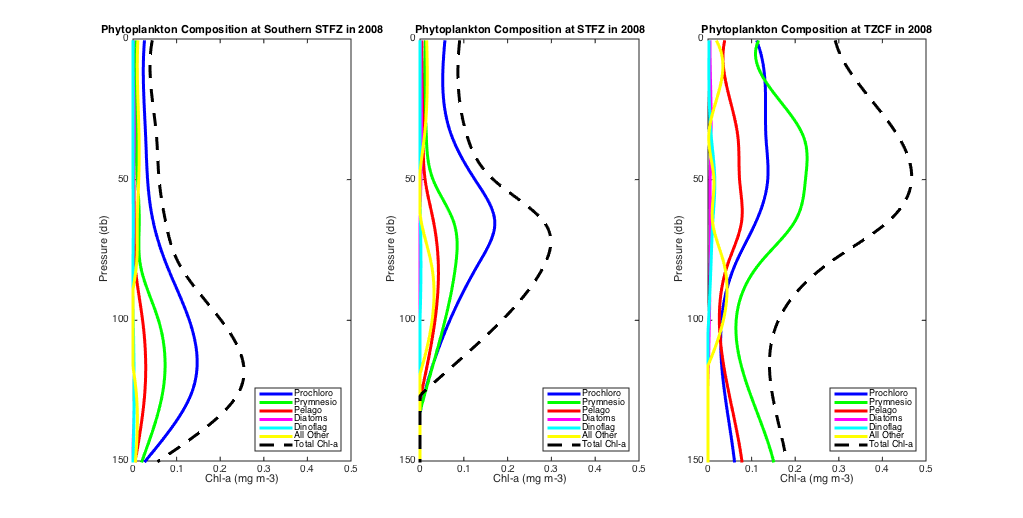 Phytoplankton Composition at Southern STFZ in 2008
0
50
100
150
Pressure (db)
0
0.1
0.2
0.3
0.4
0.5
Chl-a (mg m-3)
Prochloro
Prymnesio
Pelago
Diatoms
Dinoflag
All Other
Total Chl-a
Phytoplankton Composition at STFZ in 2008
0
50
100
150
Pressure (db)
0
0.1
0.2
0.3
0.4
0.5
Chl-a (mg m-3)
Prochloro
Prymnesio
Pelago
Diatoms
Dinoflag
All Other
Total Chl-a
Phytoplankton Composition at TZCF in 2008
0
50
100
150
Pressure (db)
0
0.1
0.2
0.3
0.4
0.5
Chl-a (mg m-3)
Prochloro
Prymnesio
Pelago
Diatoms
Dinoflag
All Other
Total Chl-a